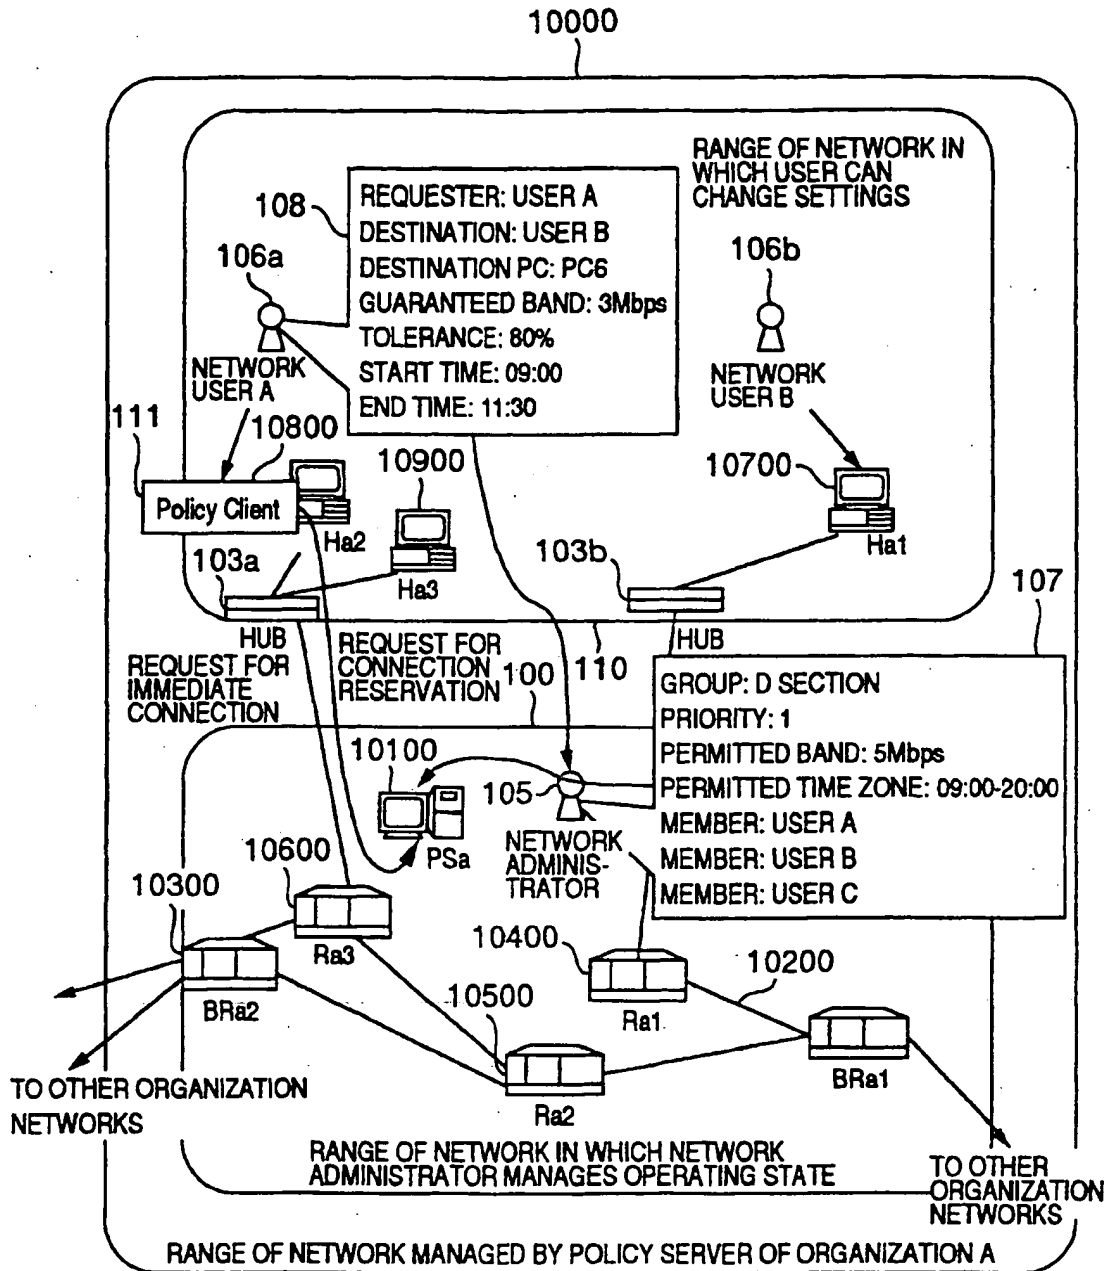 10000
RANGE OF NETWORK IN
WHICH USER CAN
CHANGE SETTINGS
108
REQUESTER: USER A
DESTINATION: USER B
DESTINATION PC: PC6
GUARANTEED BAND: 3Mbps
TOLERANCE: 80%
START TIME: 09:00
END TIME: 11:30
106a
NETWORK
USER A
106b
NETWORK
USER B
111
10800
Policy Client
Ha2
10900
Ha3
10700
Ha1
103a
HUB
103b
HUB
107
REQUEST FOR
IMMEDIATE
CONNECTION
REQUEST FOR
CONNECTION
RESERVATION
100
110
GROUP: D SECTION
PRIORITY: 1
PERMITTED BAND: 5Mbps
PERMITTED TIME ZONE: 09:00-20:00
MEMBER: USER A
MEMBER: USER B
MEMBER: USER C
10100
PSa
105
NETWORK
ADMINIS-
TRATOR
10600
Ra3
10300
BRa2
10400
Ra1
10200
10500
Ra2
BRa1
TO OTHER ORGANIZATION
NETWORKS
RANGE OF NETWORK IN WHICH NETWORK
ADMINISTRATOR MANAGES OPERATING STATE
TO OTHER
ORGANIZATION
NETWORKS
RANGE OF NETWORK MANAGED BY POLICY SERVER OF ORGANIZATION A